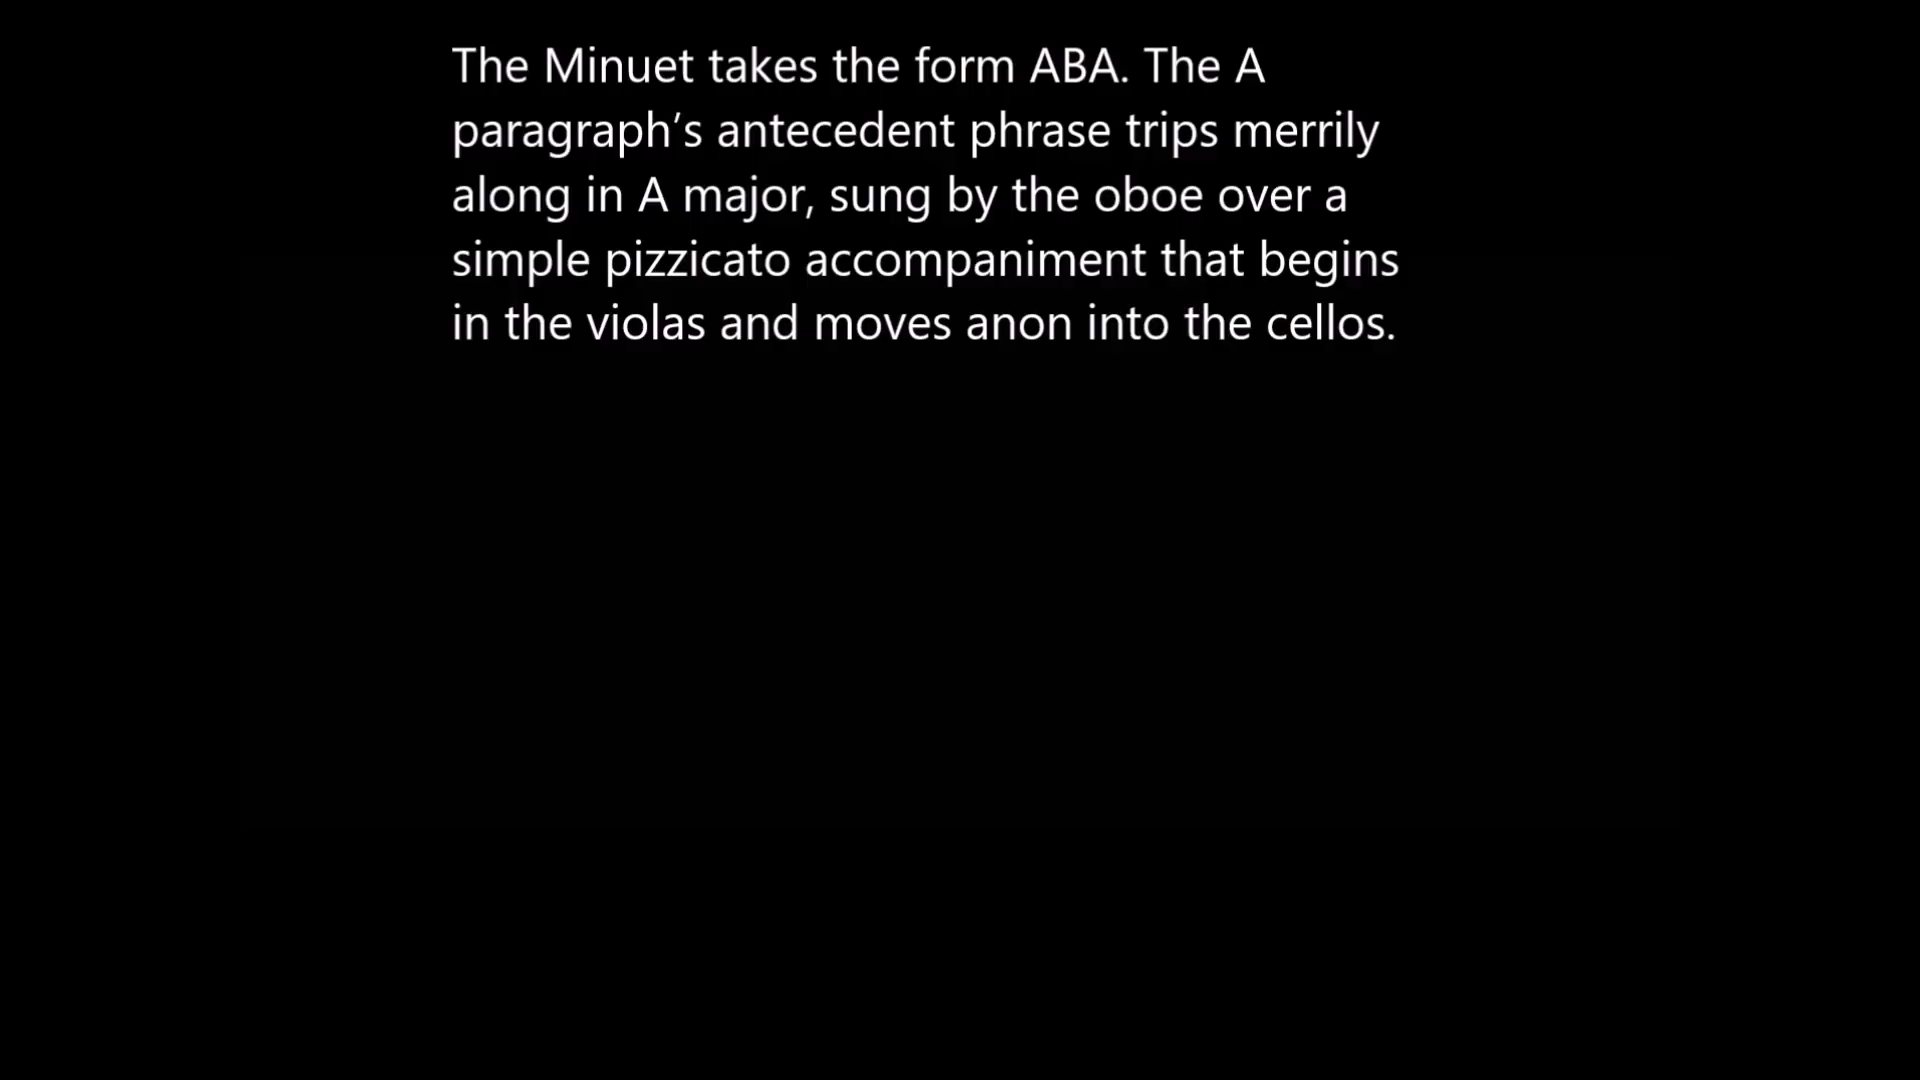 The Minuet takes the form ABA. The A
paragraph’s antecedent phrase trips merrily
along in A major, sung by the oboe over a
simple pizzicato accompaniment that begins
in the violas and moves anon into the cellos.